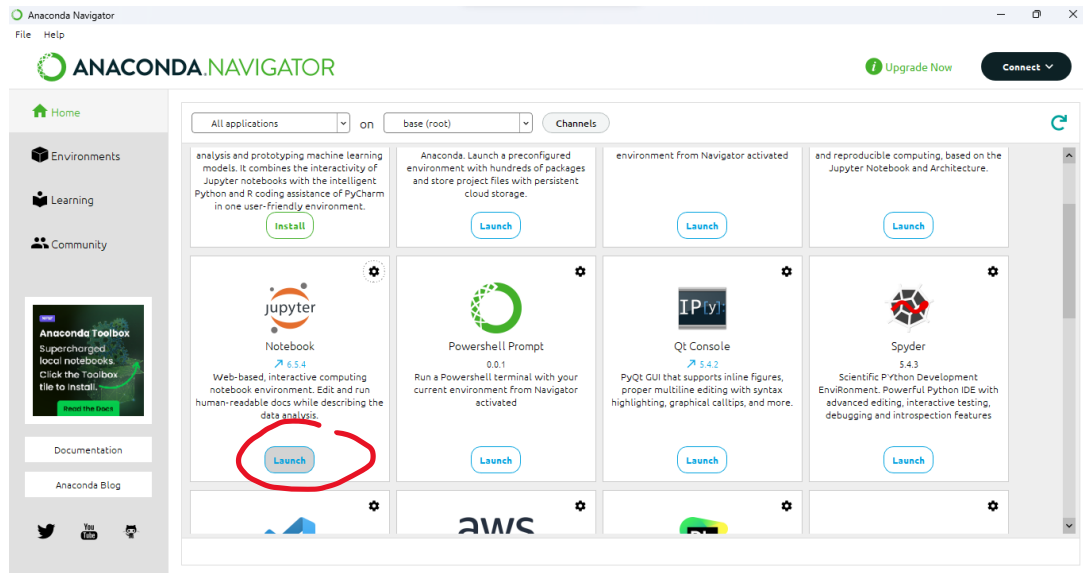 Anaconda Navigator
File Help
ANACONDA.NAVIGATOR
i Upgrade Now
Connect
Home
Environments
Learning
Community
All applications
on
base (root)
Channels
analysis and prototyping machine learning
models. It combines the interactivity of
Jupyter notebooks with the intelligent
Python and R coding assistance of PyCharm
in one user-friendly environment.
Install
Anaconda. Launch a preconfigured
environment with hundreds of packages
and store project files with persistent
cloud storage.
Launch
environment from Navigator activated
Launch
and reproducible computing, based on the
Jupyter Notebook and Architecture.
Launch
jupyter
Notebook
6.5.4
Web-based, interactive computing
notebook environment. Edit and run
human-readable docs while describing the
data analysis.
Launch
Powershell Prompt
0.0.1
Run a Powershell terminal with your
current environment from Navigator
activated
Launch
IP[y]:
Qt Console
5.4.2
PyQt GUI that supports inline figures,
proper multiline editing with syntax
highlighting, graphical calltips, and more.
Launch
Spyder
5.4.3
Scientific PYthon Development
EnviRonment. Powerful Python IDE with
advanced editing, interactive testing,
debugging and introspection features
Launch
aws
Anaconda Toolbox
Supercharged
local notebooks.
Click the Toolbox
tile to install.
Read the Docs
Documentation
Anaconda Blog
You
Tube